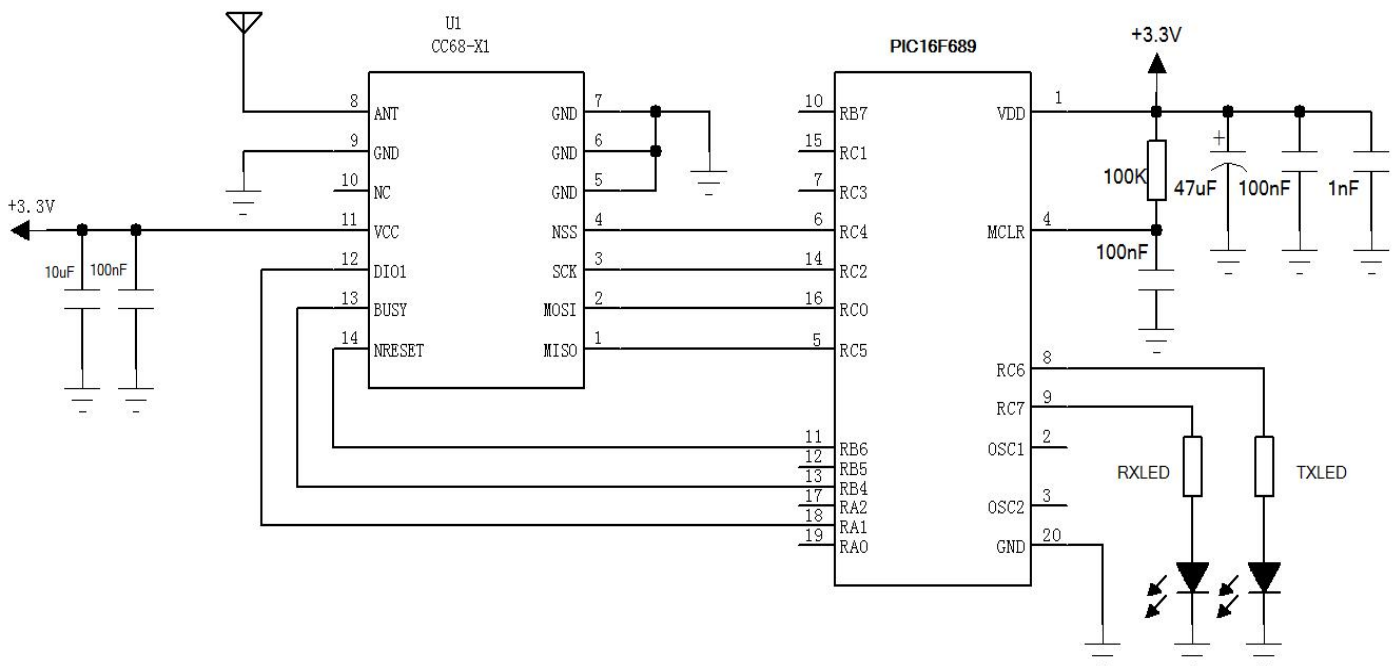 U1
CC68-X1
PIC16F689
+3.3V
8 ANT GND 7
9 GND GND 6
10 NC GND 5
+3.3V
11 VCC NSS 4
12 DIO1 SCK 3
13 BUSY MOSI 2
14 NRESET MISO 1
10uF 100nF
10 RB7 VDD 1
15 RC1
7 RC3
6 RC4 MCLR 4
14 RC2
16 RC0
5 RC5
RC6 8
RC7 9
11 RB6 OSC1 2
12 RB5
13 RB4
17 RA2 OSC2 3
18 RA1
19 RA0 GND 20
100K
+
47uF 100nF 1nF
100nF
RXLED TXLED